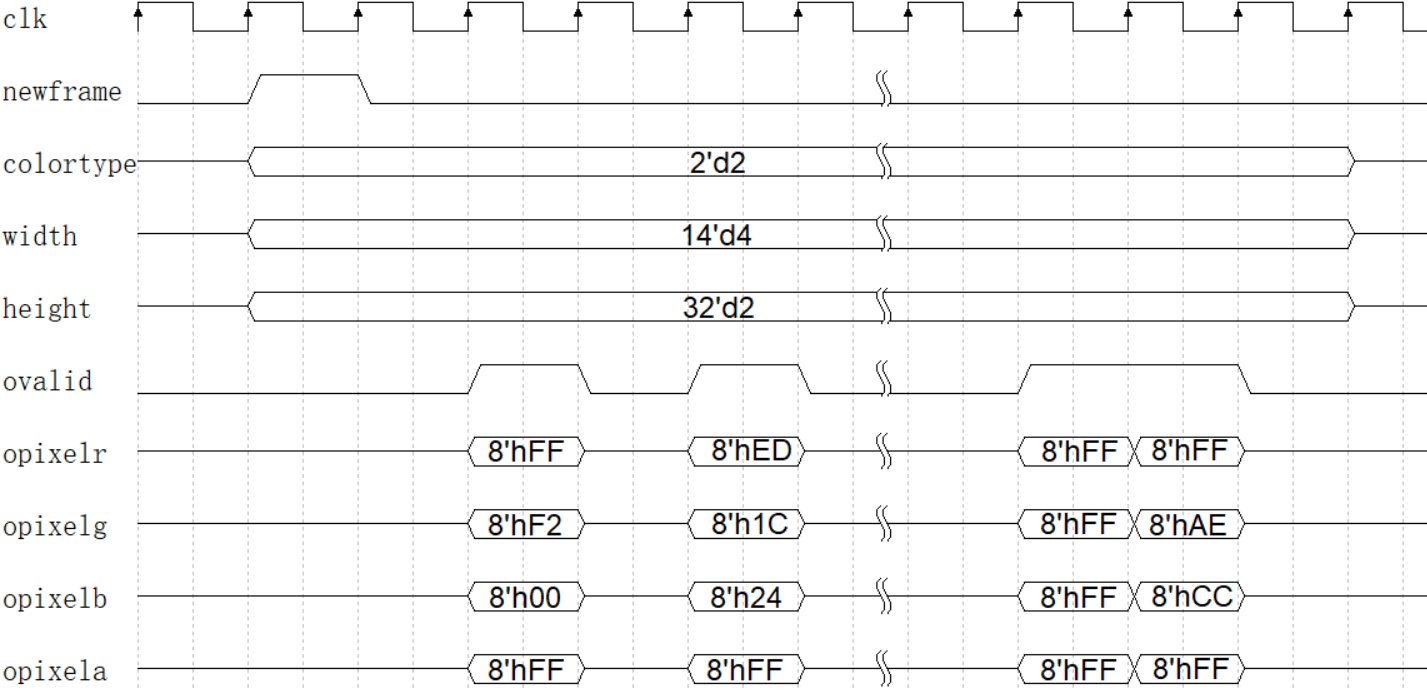 clk
newframe
colortype 2'd2
width 14'd4
height 32'd2
ovalid
opixelr 8'hFF 8'hED 8'hFF 8'hFF
opixelg 8'hF2 8'h1C 8'hFF 8'hAE
opixelb 8'h00 8'h24 8'hFF 8'hCC
opixela 8'hFF 8'hFF 8'hFF 8'hFF